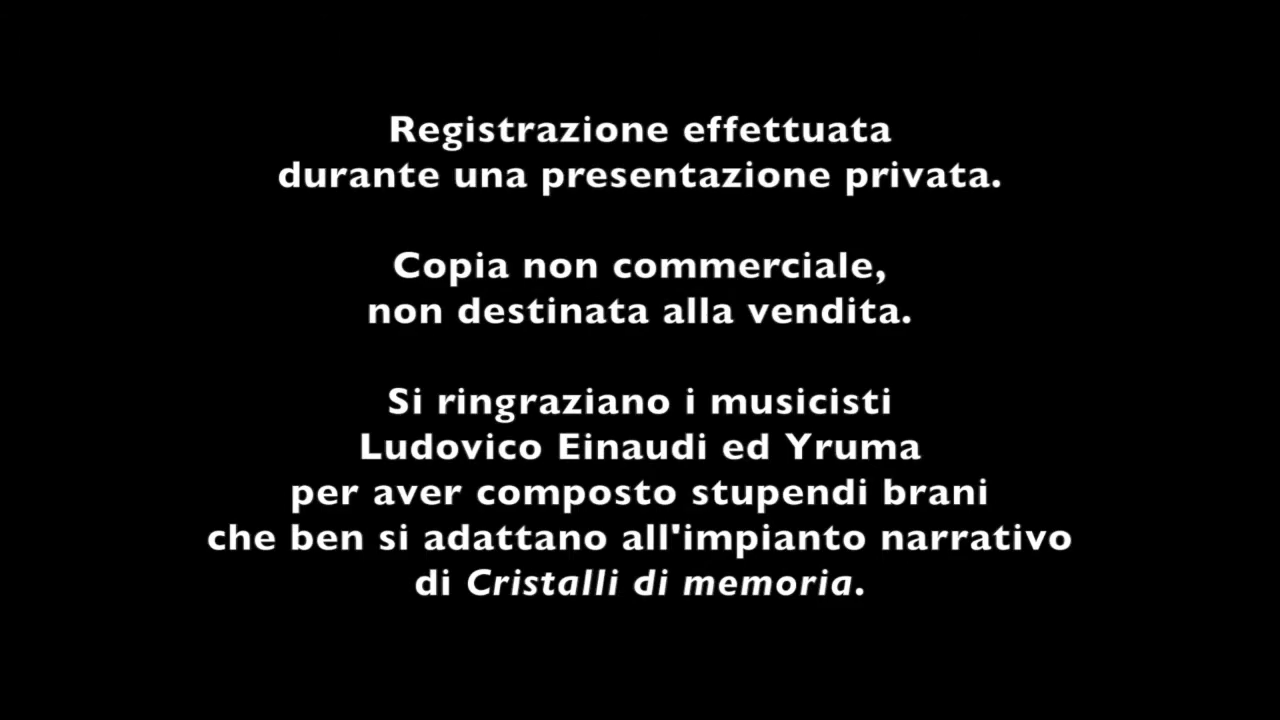 Registrazione effettuata
durante una presentazione privata.
Copia non commerciale,
non destinata alla vendita.
Si ringraziano i musicisti
Ludovico Einaudi ed Yruma
per aver composto stupendi brani
che ben si adattano all'impianto narrativo
di Cristalli di memoria.